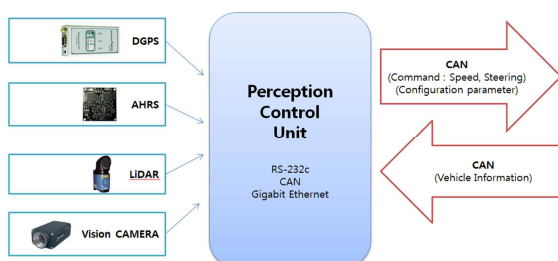 DGPS
AHRS
LiDAR
Vision CAMERA
Perception
Control
Unit
RS-232c
CAN
Gigabit Ethernet
CAN
(Command : Speed, Steering)
(Configuration parameter)
CAN
(Vehicle Information)